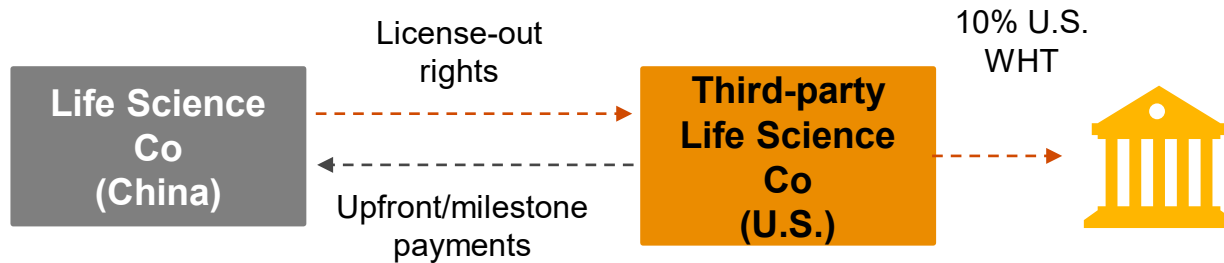 License-out
rights
10% U.S.
WHT
Life Science
Co
(China)
Third-party
Life Science
Co
(U.S.)
Upfront/milestone
payments